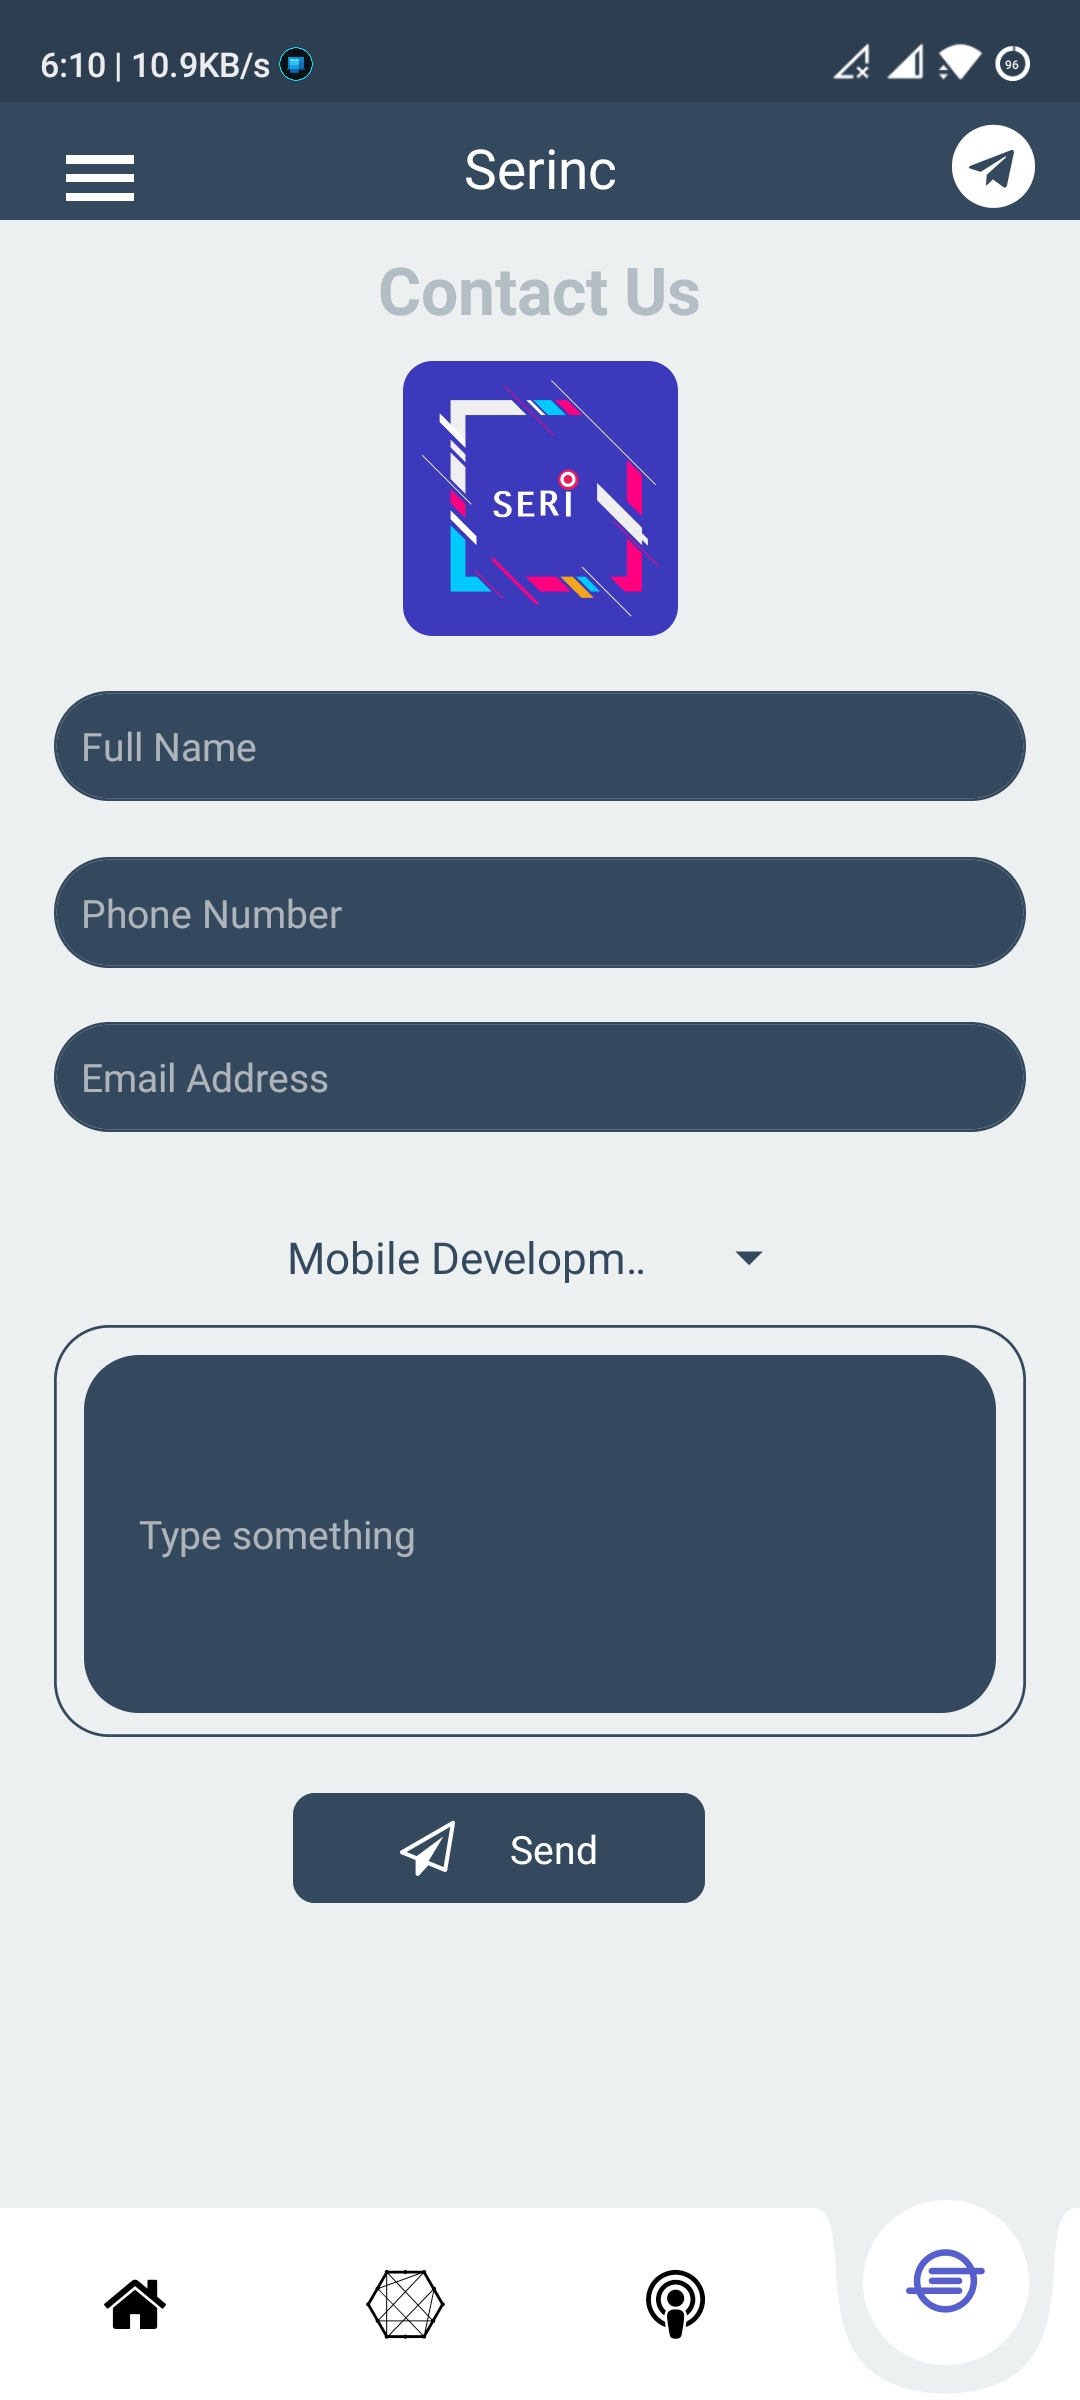 6:10 | 10.9KB/s
96
Serinc
Contact Us
SERi
Full Name
Phone Number
Email Address
Mobile Developm..
Type something
Send